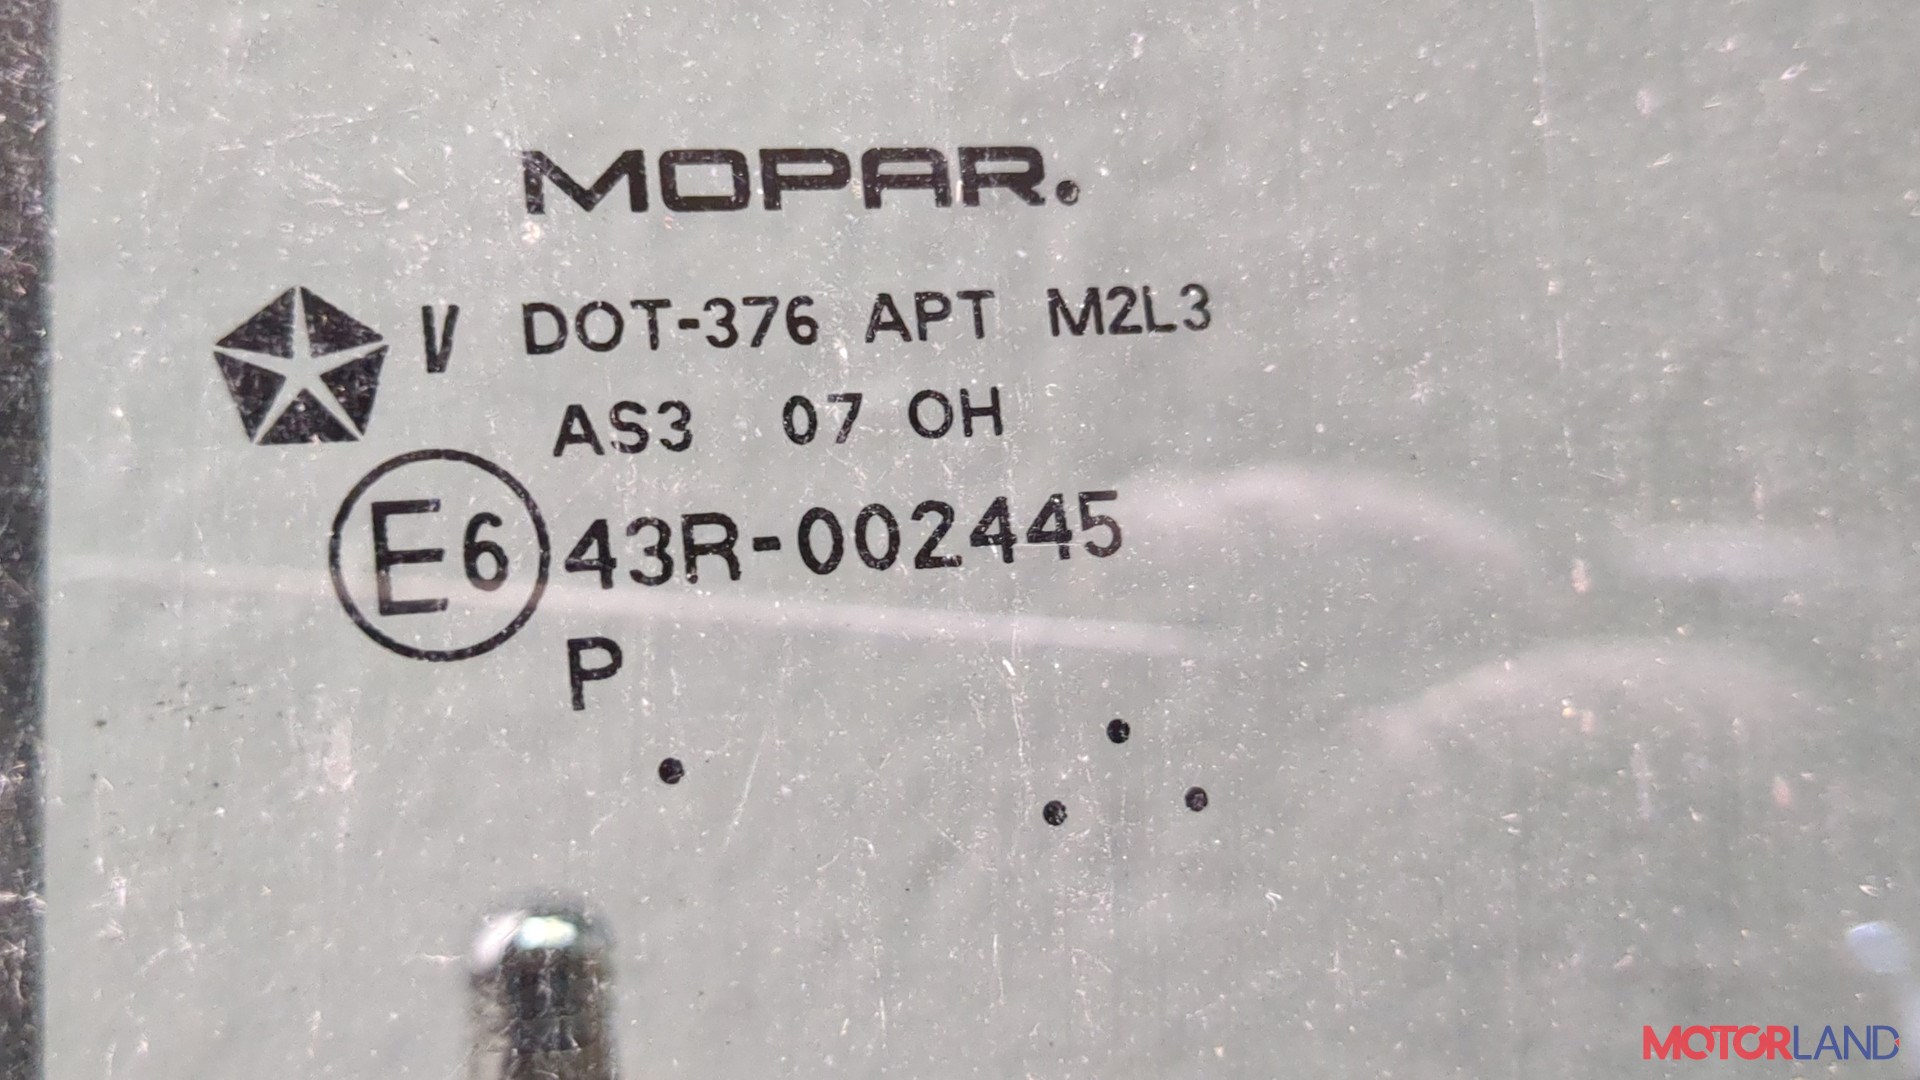 MOPAR.
V DOT-376 APT M2L3
AS3 07 OH
E6 43R-002445
P
MOTORLAND